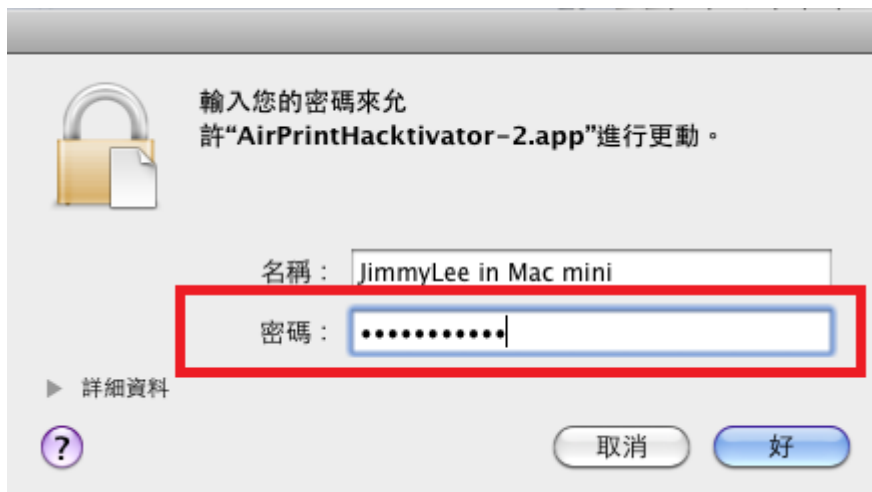 輸入您的密碼來允
許“AirPrintHacktivator-2.app”進行更動。
名稱： JimmyLee in Mac mini
密碼： •••••••••••
▶ 詳細資料
?
取消 好